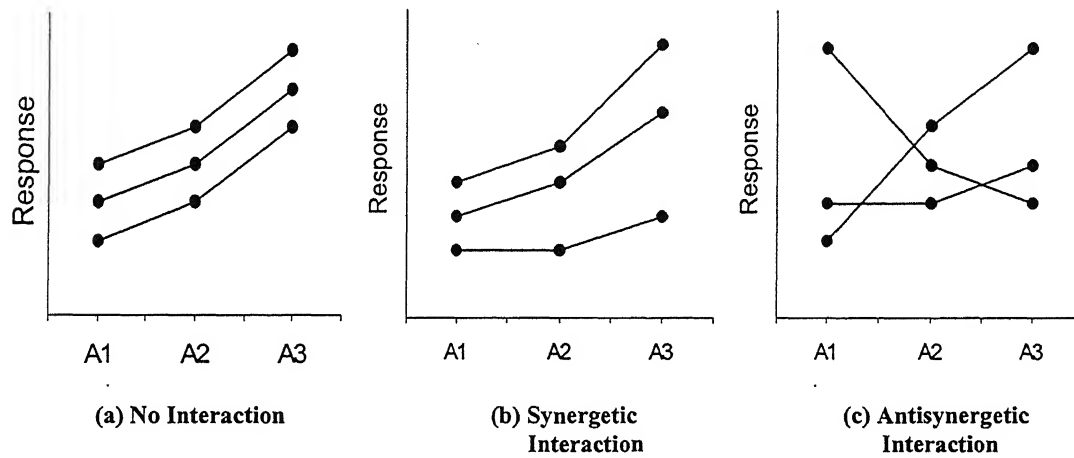 Response
A1 A2 A3
(a) No Interaction
Response
A1 A2 A3
(b) Synergetic
Interaction
Response
A1 A2 A3
(c) Antisynergetic
Interaction